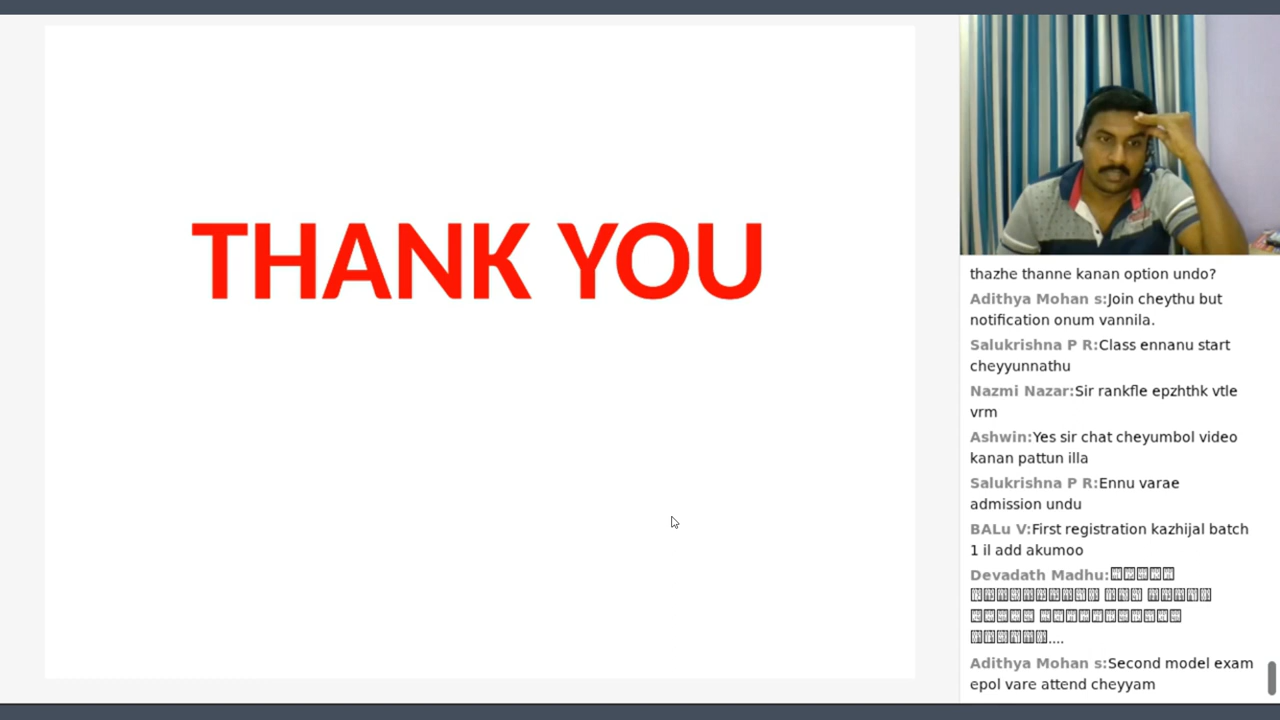 THANK YOU
thazhe thanne kanan option undo?
Adithya Mohan s:Join cheythu but
notification onum vannila.
Salukrishna P R:Class ennanu start
cheyyunnathu
Nazmi Nazar:Sir rankfle epzhthk vtle
vrm
Ashwin:Yes sir chat cheyumbol video
kanan pattun illa
Salukrishna P R:Ennu varae
admission undu
BALu V:First registration kazhijal batch
1 il add akumoo
Devadath Madhu:
....
Adithya Mohan s:Second model exam
epol vare attend cheyyam